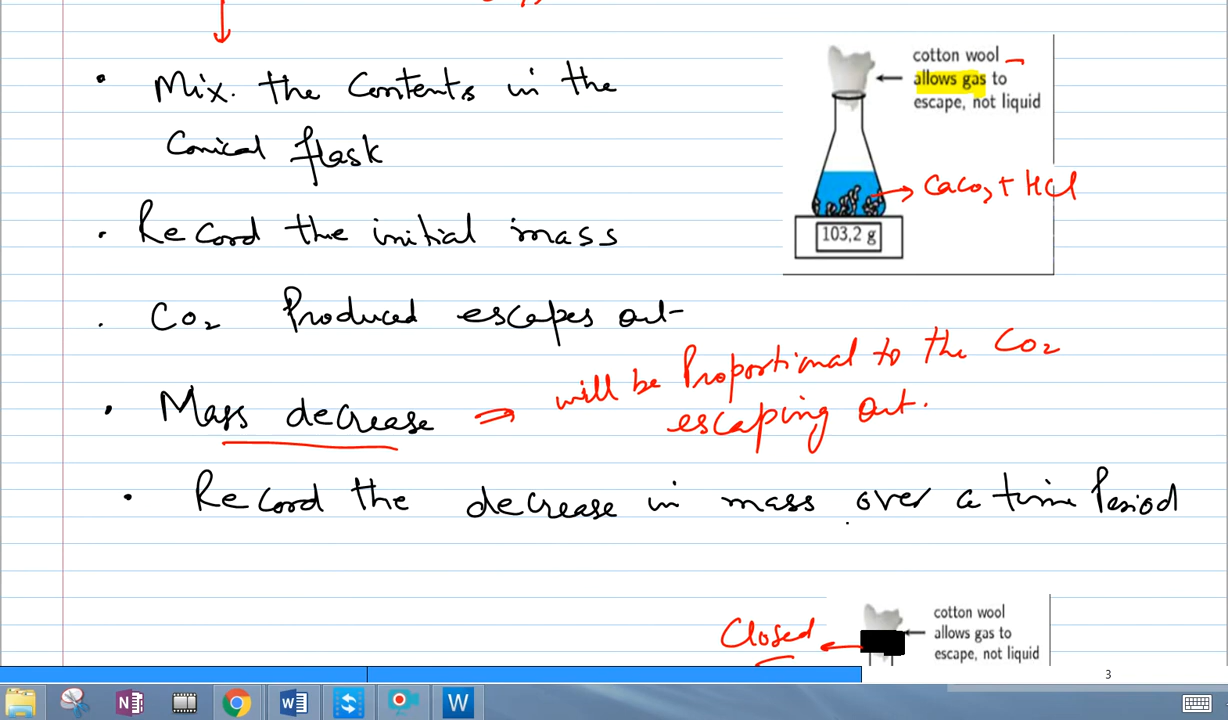 • Mix. the Contents in the
Conical flask
• Record the initial mass
• CO₂ Produced escapes out
• Mass decrease ⇒ will be Proportional to the CO₂
escaping out.
• Record the decrease in mass over a time Period
cotton wool
allows gas to
escape, not liquid
CaCO₃ + HCl
103,2 g
Closed
cotton wool
allows gas to
escape, not liquid
3
N
W
W